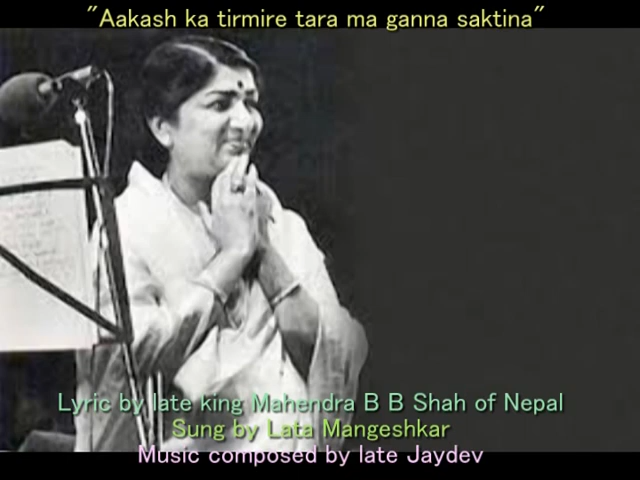 "Aakash ka tirmire tara ma ganna saktina"
Lyric by late king Mahendra B B Shah of Nepal
Sung by Lata Mangeshkar
Music composed by late Jaydev